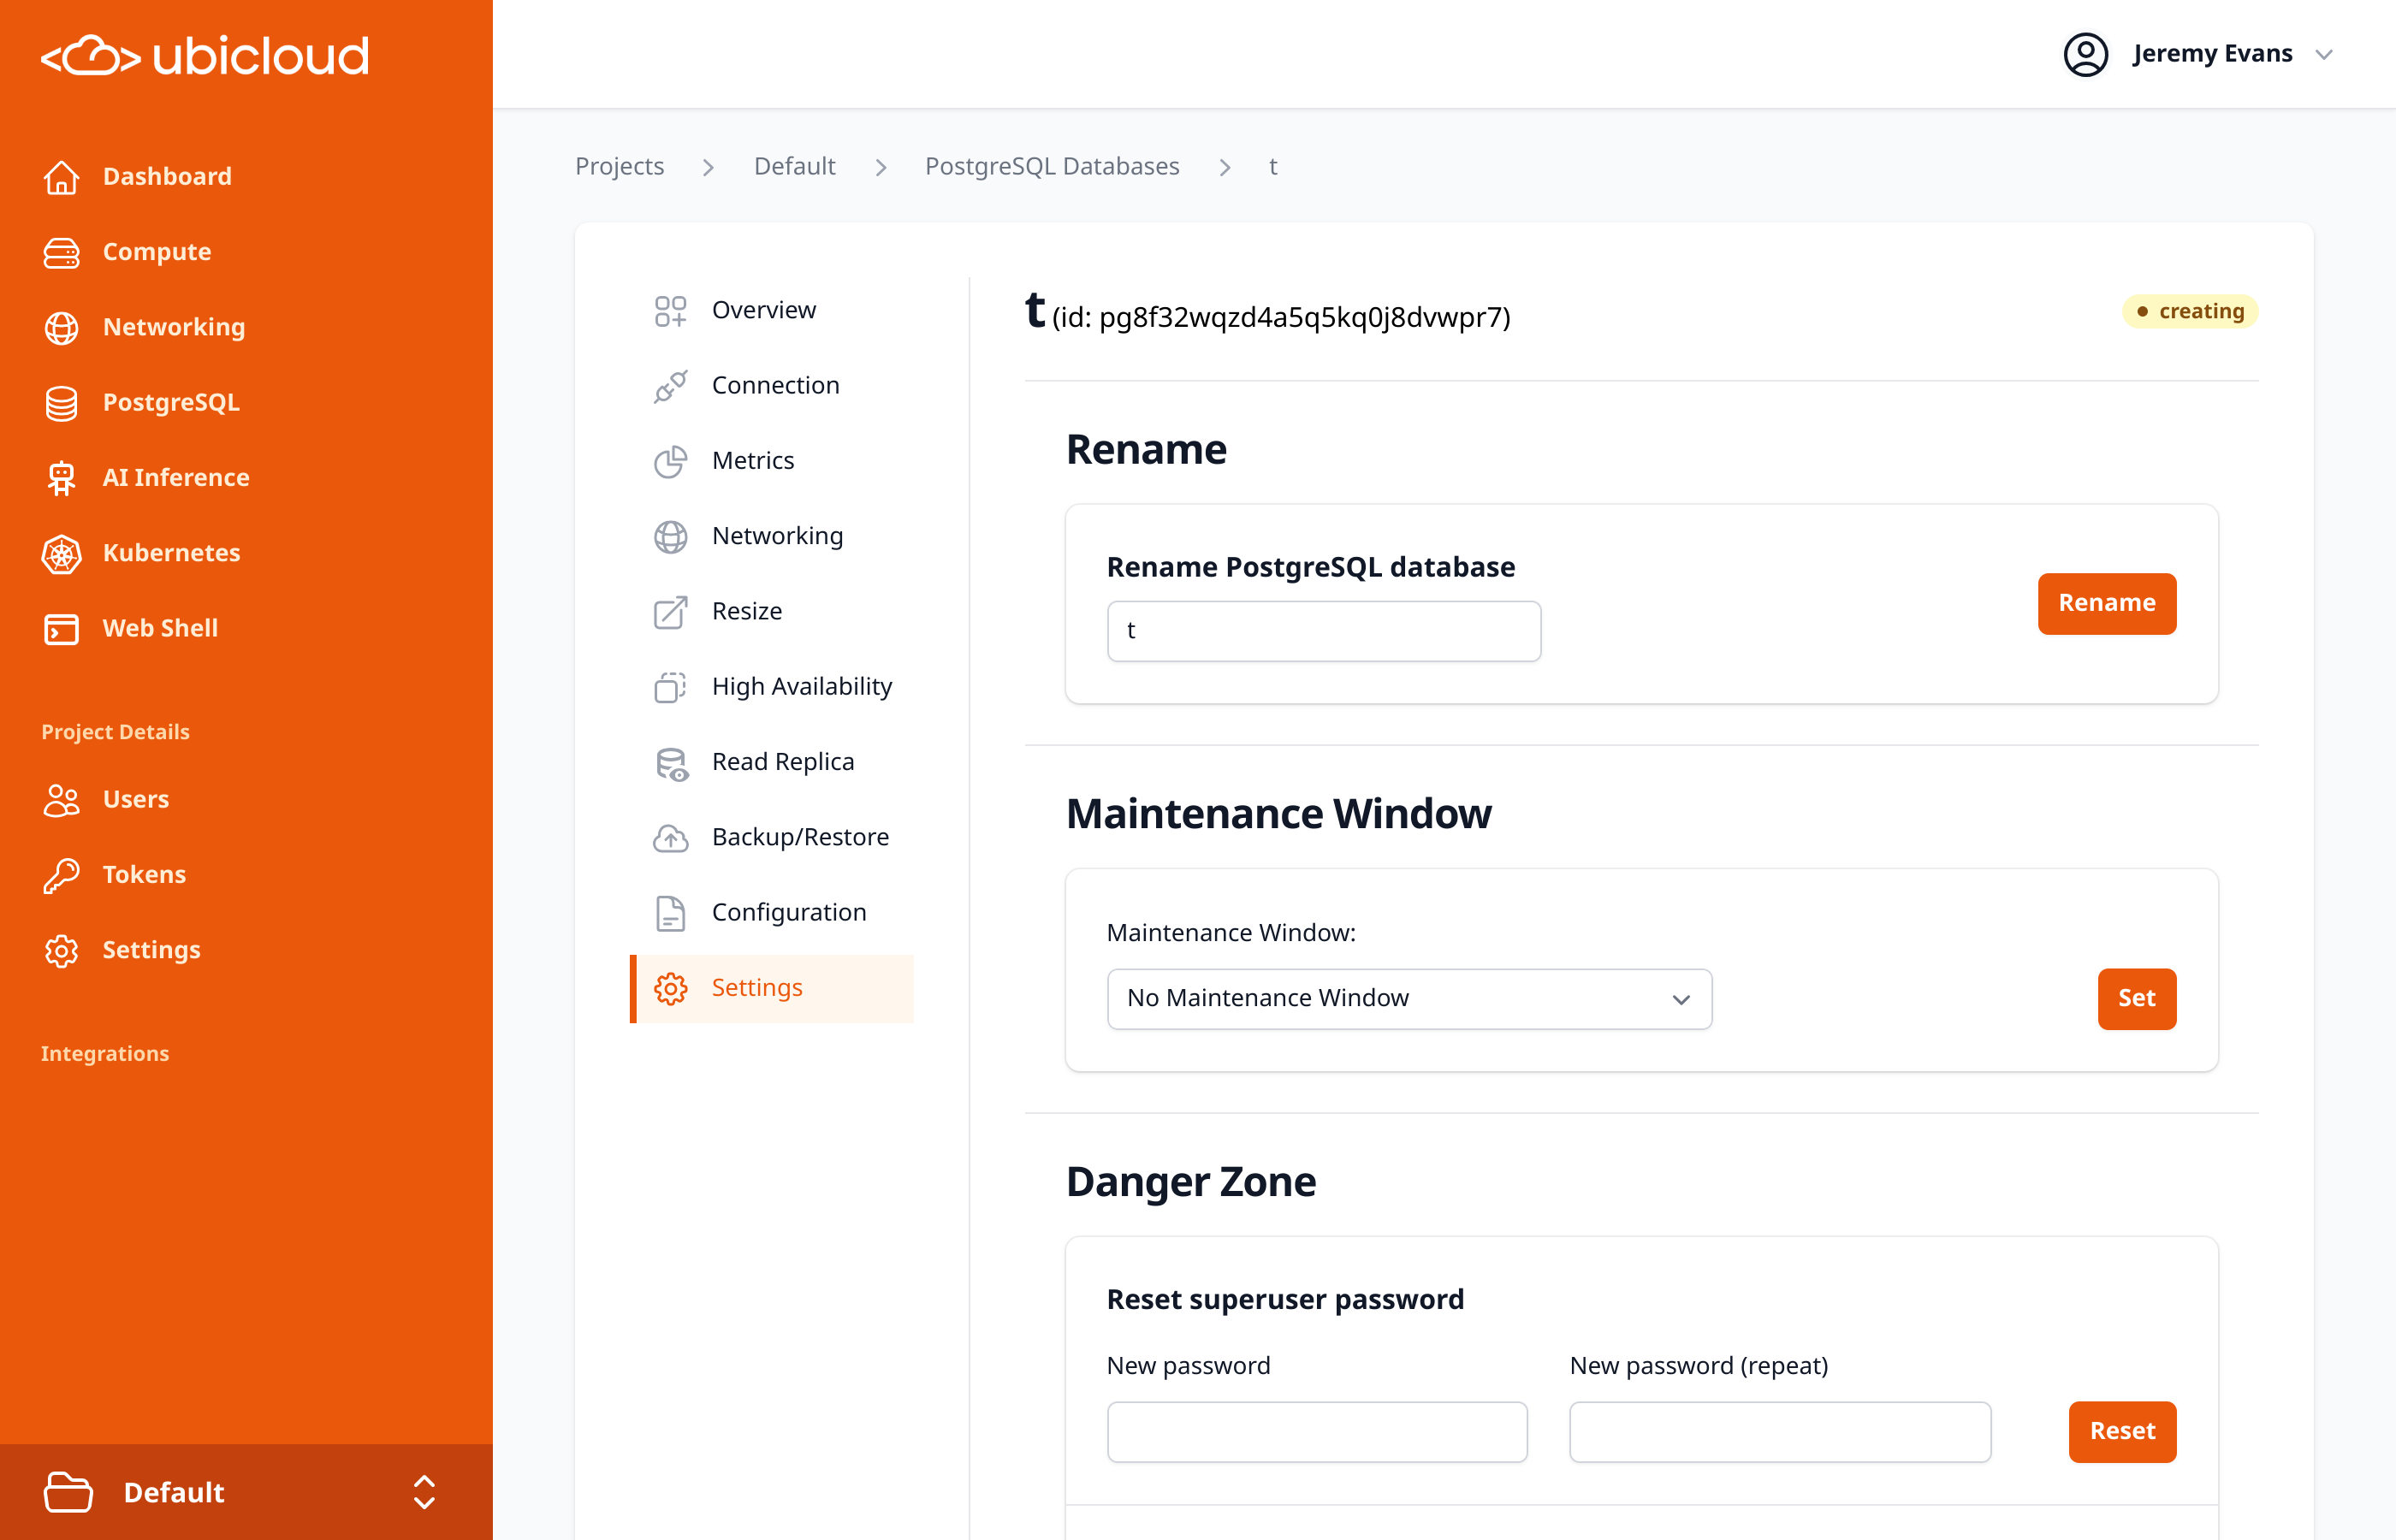 ubicloud
Jeremy Evans
Dashboard
Compute
Networking
PostgreSQL
AI Inference
Kubernetes
Web Shell
Project Details
Users
Tokens
Settings
Integrations
Default
Projects > Default > PostgreSQL Databases > t
Overview
Connection
Metrics
Networking
Resize
High Availability
Read Replica
Backup/Restore
Configuration
Settings
t (id: pg8f32wqzd4a5q5kq0j8dvwpr7)
creating
Rename
Rename PostgreSQL database
t
Rename
Maintenance Window
Maintenance Window:
No Maintenance Window
Set
Danger Zone
Reset superuser password
New password
New password (repeat)
Reset